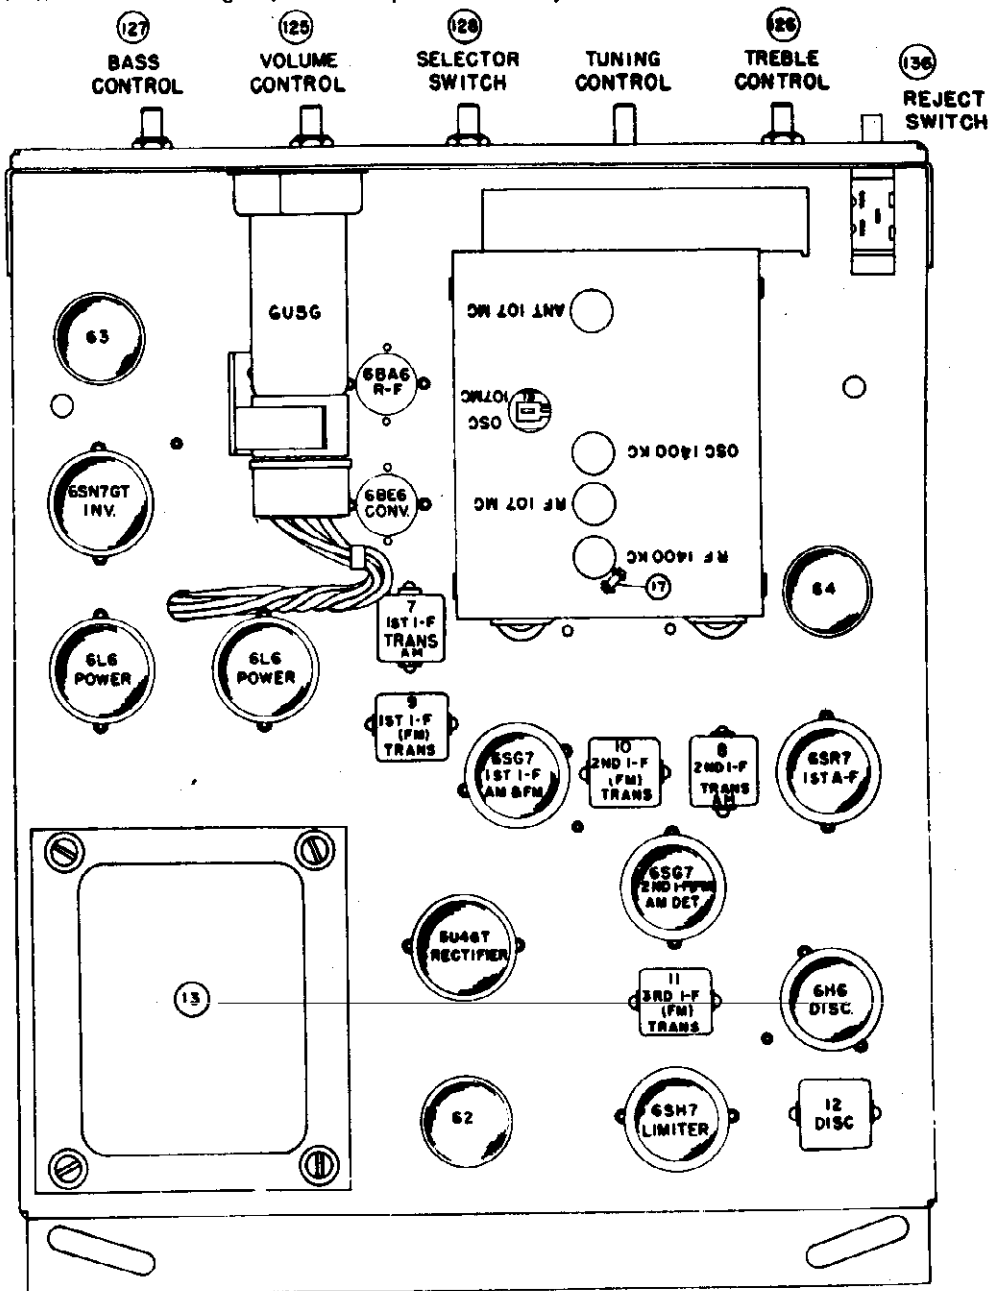 127
BASS
CONTROL
125
VOLUME
CONTROL
128
SELECTOR
SWITCH
TUNING
CONTROL
126
TREBLE
CONTROL
136
REJECT
SWITCH
63
6U5G
6BA6
R-F
ANT 107 MC
OSC
107MC
OSC 1400 KC
6SN7GT
INV.
6BE6
CONV.
RF 107 MC
RF 1400 KC
17
64
7
1ST I-F
TRANS
AM
6L6
POWER
6L6
POWER
9
1ST I-F
(FM)
TRANS
6SG7
1ST I-F
AM & FM
10
2ND I-F
(FM)
TRANS
8
2ND I-F
TRANS
AM
6SR7
1ST A-F
6SG7
2ND I-F(FM)
AM DET.
5U4GT
RECTIFIER
13
11
3RD I-F
(FM)
TRANS
6H6
DISC.
62
6SH7
LIMITER
12
DISC